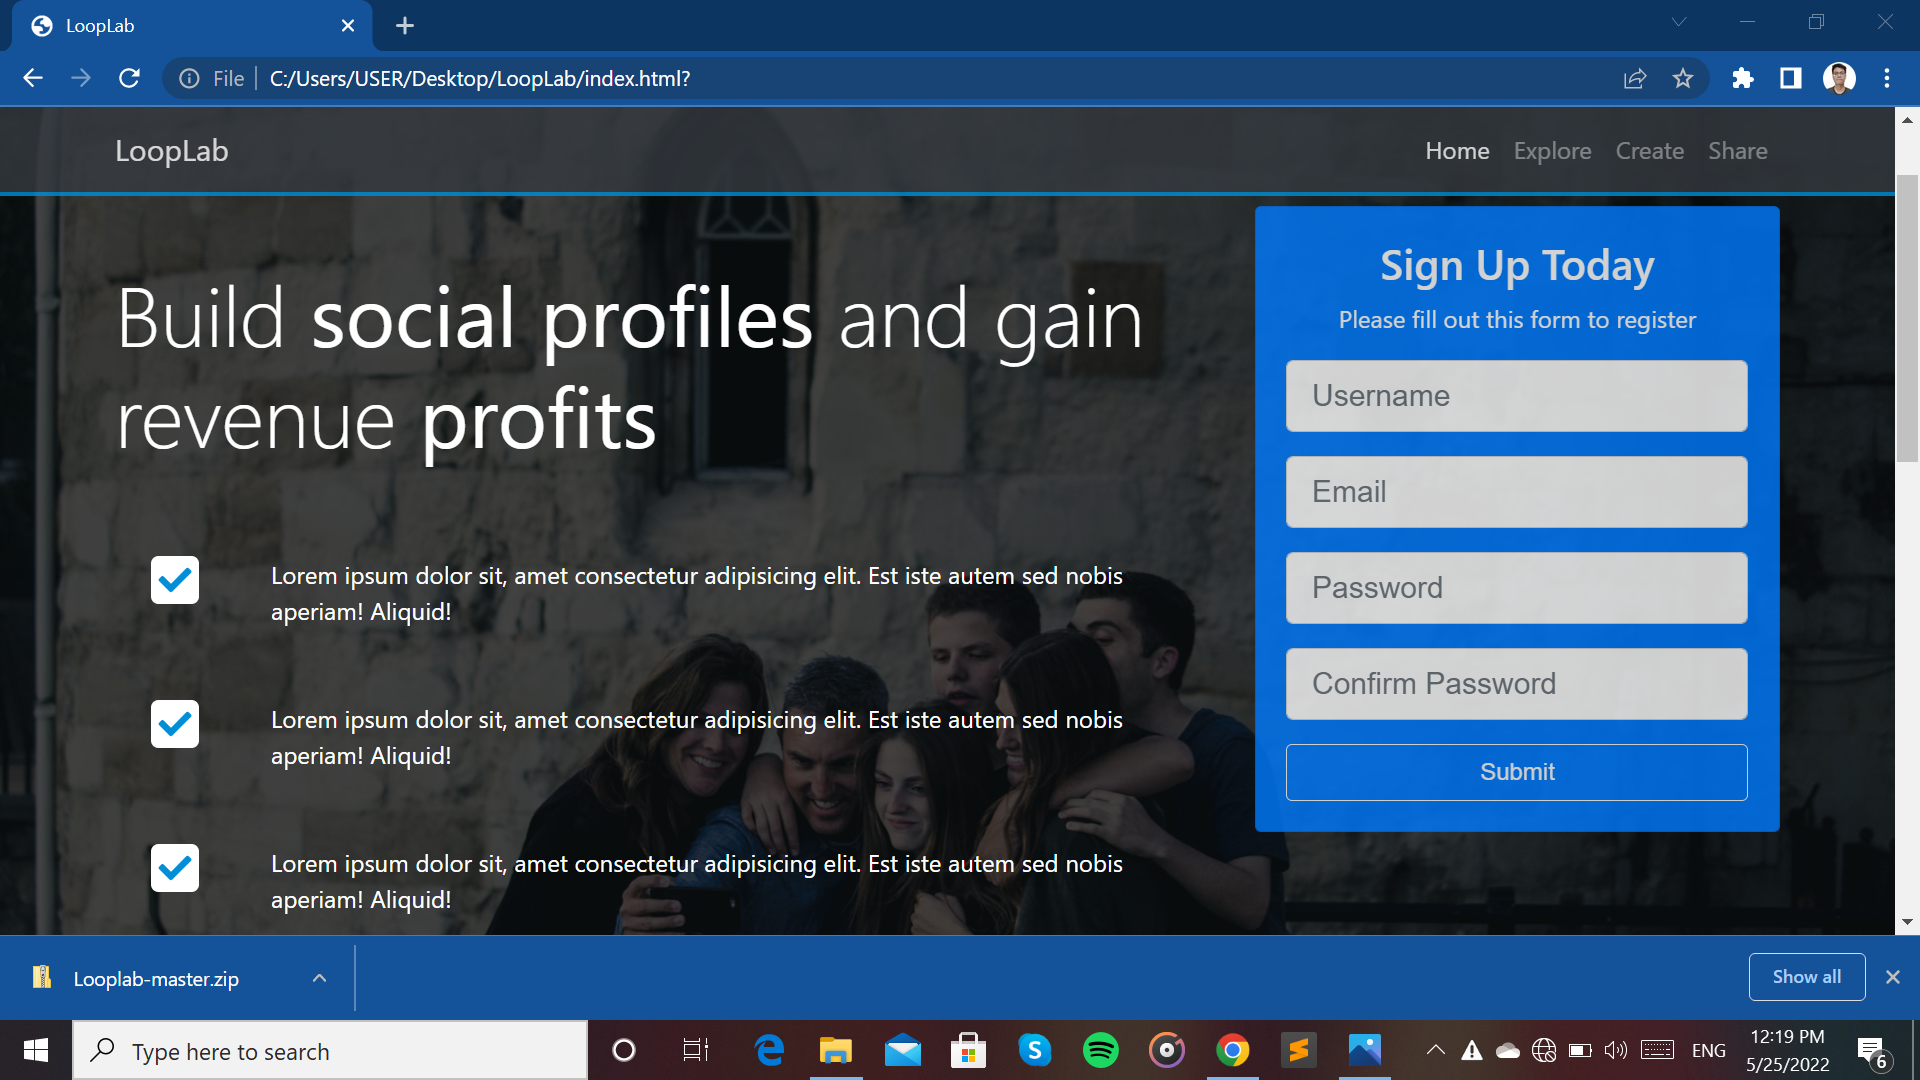 LoopLab
File
C:/Users/USER/Desktop/LoopLab/index.html?
LoopLab
Home Explore Create Share
Build social profiles and gain
revenue profits
Lorem ipsum dolor sit, amet consectetur adipisicing elit. Est iste autem sed nobis
aperiam! Aliquid!
Lorem ipsum dolor sit, amet consectetur adipisicing elit. Est iste autem sed nobis
aperiam! Aliquid!
Lorem ipsum dolor sit, amet consectetur adipisicing elit. Est iste autem sed nobis
aperiam! Aliquid!
Sign Up Today
Please fill out this form to register
Username
Email
Password
Confirm Password
Submit
Looplab-master.zip
Show all
Type here to search
S
S
ENG
12:19 PM
5/25/2022
6